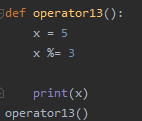 def operator13():
    x = 5
    x %= 3
    print(x)
operator13()